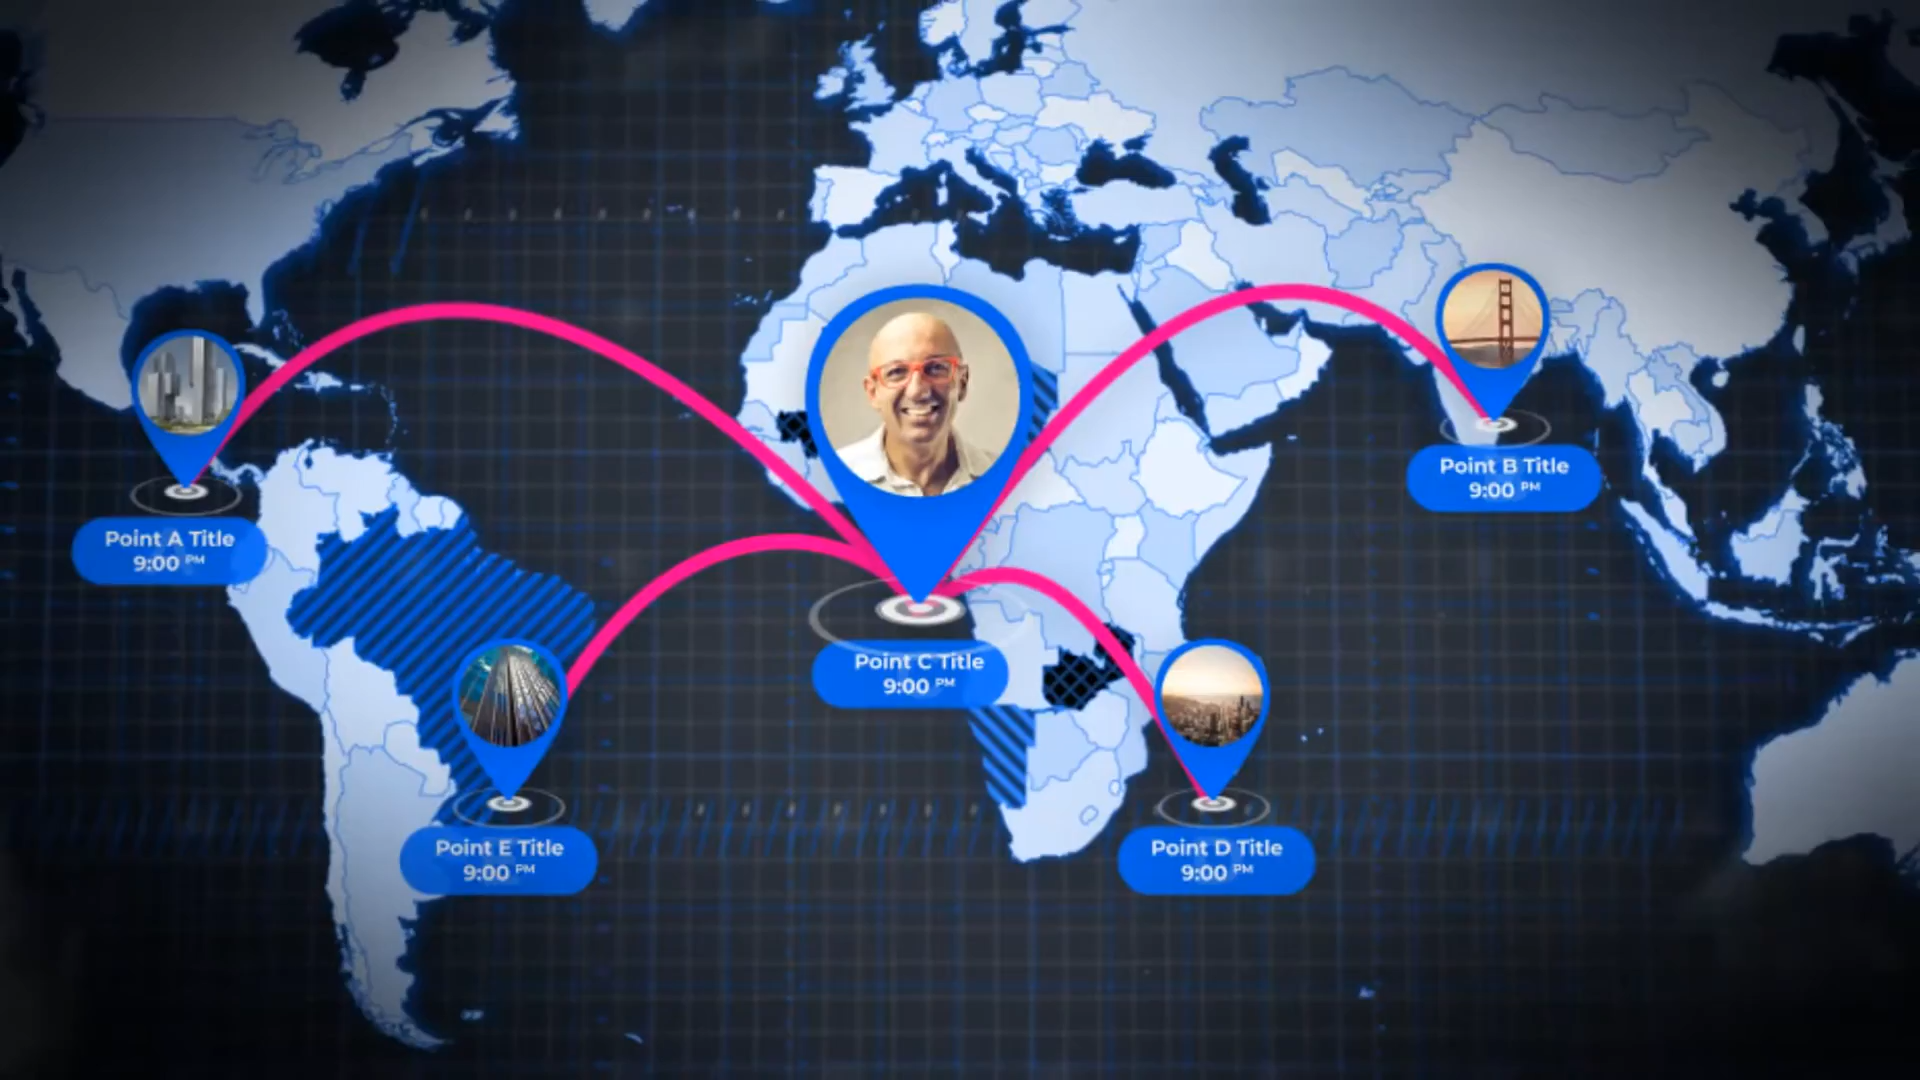 Point A Title
9:00 PM
Point B Title
9:00 PM
Point C Title
9:00 PM
Point E Title
9:00 PM
Point D Title
9:00 PM